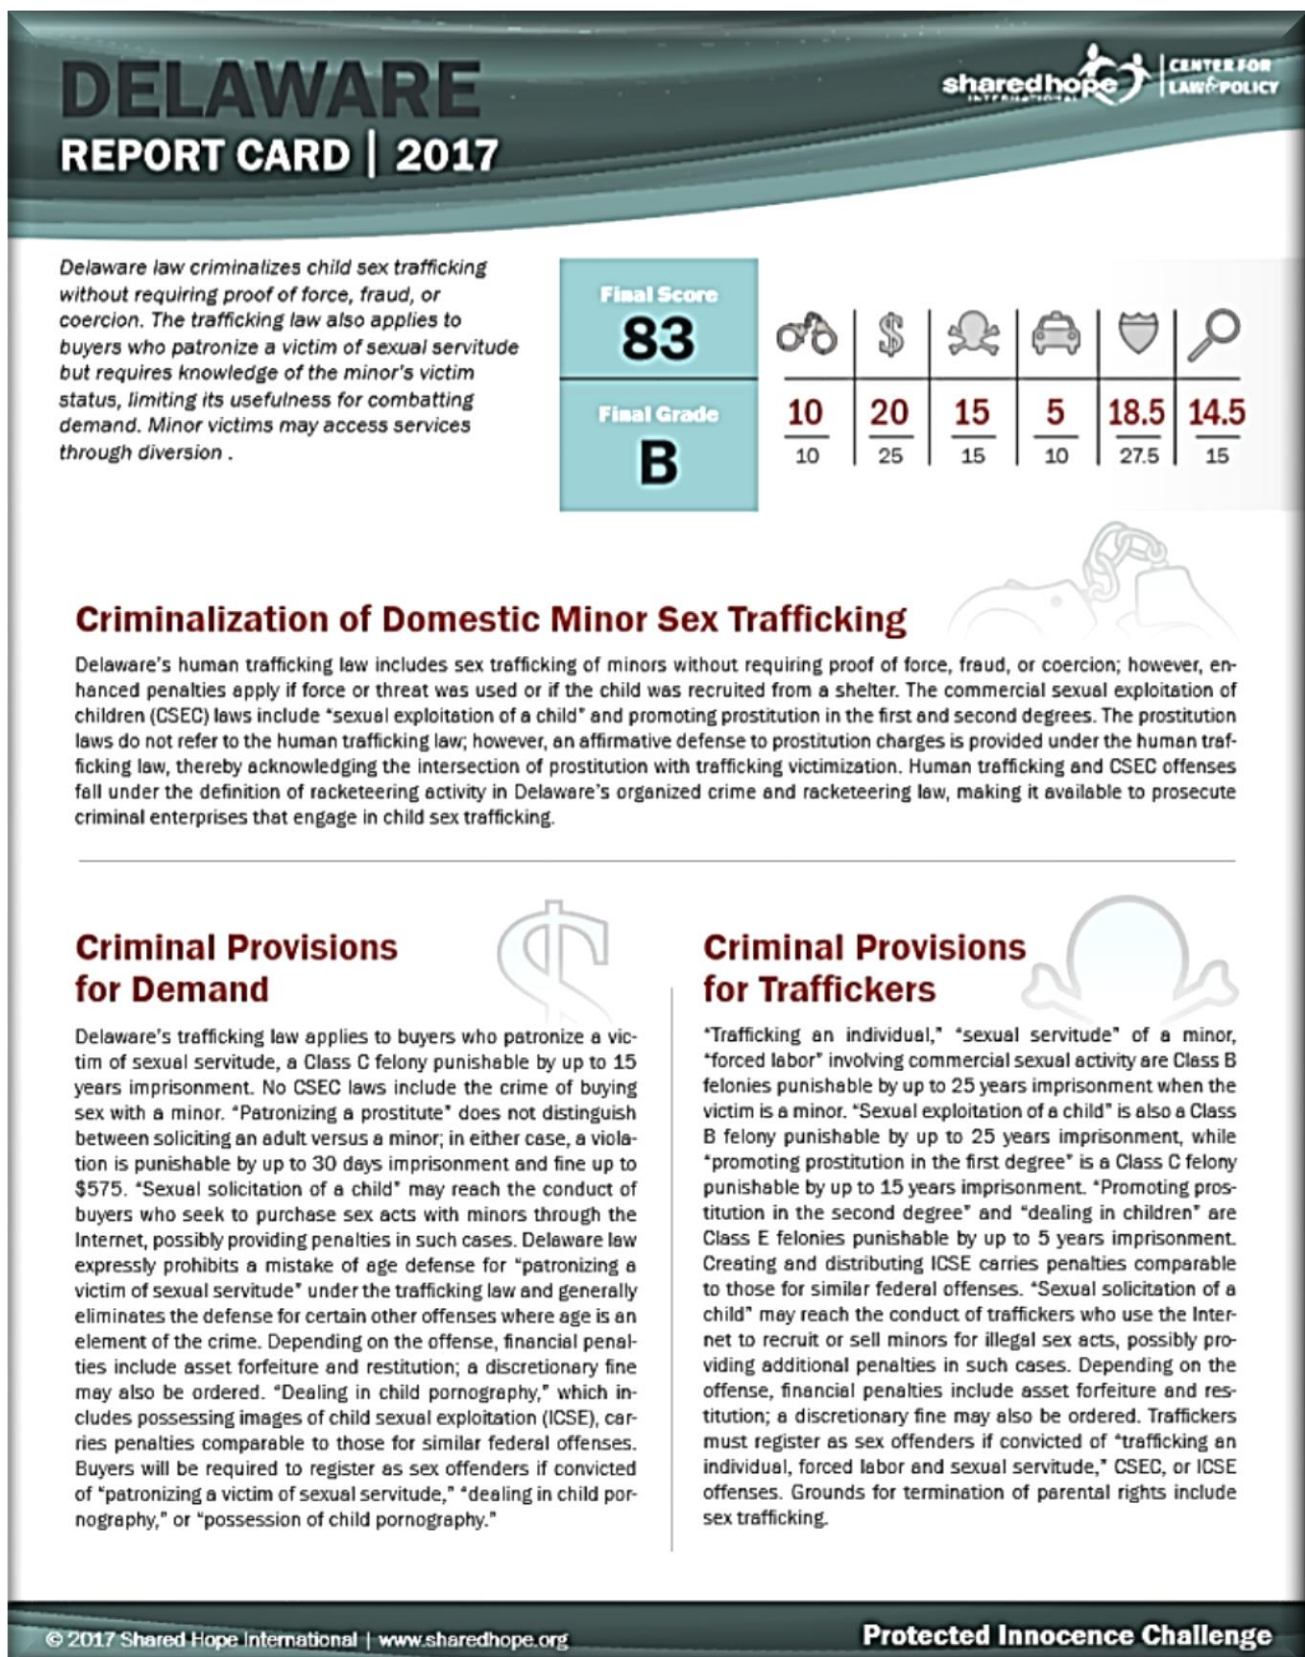 DELAWARE
REPORT CARD | 2017
sharedhope
INTERNATIONAL
CENTER FOR
LAW & POLICY
Delaware law criminalizes child sex trafficking
without requiring proof of force, fraud, or
coercion. The trafficking law also applies to
buyers who patronize a victim of sexual servitude
but requires knowledge of the minor's victim
status, limiting its usefulness for combatting
demand. Minor victims may access services
through diversion .
Final Score
83
Final Grade
B
10 20 15 5 18.5 14.5
10 25 15 10 27.5 15
Criminalization of Domestic Minor Sex Trafficking
Delaware's human trafficking law includes sex trafficking of minors without requiring proof of force, fraud, or coercion; however, en-
hanced penalties apply if force or threat was used or if the child was recruited from a shelter. The commercial sexual exploitation of
children (CSEC) laws include "sexual exploitation of a child" and promoting prostitution in the first and second degrees. The prostitution
laws do not refer to the human trafficking law; however, an affirmative defense to prostitution charges is provided under the human traf-
ficking law, thereby acknowledging the intersection of prostitution with trafficking victimization. Human trafficking and CSEC offenses
fall under the definition of racketeering activity in Delaware's organized crime and racketeering law, making it available to prosecute
criminal enterprises that engage in child sex trafficking.
Criminal Provisions
for Demand
Delaware's trafficking law applies to buyers who patronize a vic-
tim of sexual servitude, a Class C felony punishable by up to 15
years imprisonment. No CSEC laws include the crime of buying
sex with a minor. "Patronizing a prostitute" does not distinguish
between soliciting an adult versus a minor; in either case, a viola-
tion is punishable by up to 30 days imprisonment and fine up to
$575. "Sexual solicitation of a child" may reach the conduct of
buyers who seek to purchase sex acts with minors through the
Internet, possibly providing penalties in such cases. Delaware law
expressly prohibits a mistake of age defense for "patronizing a
victim of sexual servitude" under the trafficking law and generally
eliminates the defense for certain other offenses where age is an
element of the crime. Depending on the offense, financial penal-
ties include asset forfeiture and restitution; a discretionary fine
may also be ordered. "Dealing in child pornography," which in-
cludes possessing images of child sexual exploitation (ICSE), car-
ries penalties comparable to those for similar federal offenses.
Buyers will be required to register as sex offenders if convicted
of "patronizing a victim of sexual servitude," "dealing in child por-
nography," or "possession of child pornography."
Criminal Provisions
for Traffickers
"Trafficking an individual," "sexual servitude" of a minor,
"forced labor" involving commercial sexual activity are Class B
felonies punishable by up to 25 years imprisonment when the
victim is a minor. "Sexual exploitation of a child" is also a Class
B felony punishable by up to 25 years imprisonment, while
"promoting prostitution in the first degree" is a Class C felony
punishable by up to 15 years imprisonment. "Promoting pros-
titution in the second degree" and "dealing in children" are
Class E felonies punishable by up to 5 years imprisonment.
Creating and distributing ICSE carries penalties comparable
to those for similar federal offenses. "Sexual solicitation of a
child" may reach the conduct of traffickers who use the Inter-
net to recruit or sell minors for illegal sex acts, possibly pro-
viding additional penalties in such cases. Depending on the
offense, financial penalties include asset forfeiture and res-
titution; a discretionary fine may also be ordered. Traffickers
must register as sex offenders if convicted of "trafficking an
individual, forced labor and sexual servitude," CSEC, or ICSE
offenses. Grounds for termination of parental rights include
sex trafficking.
© 2017 Shared Hope International | www.sharedhope.org
Protected Innocence Challenge